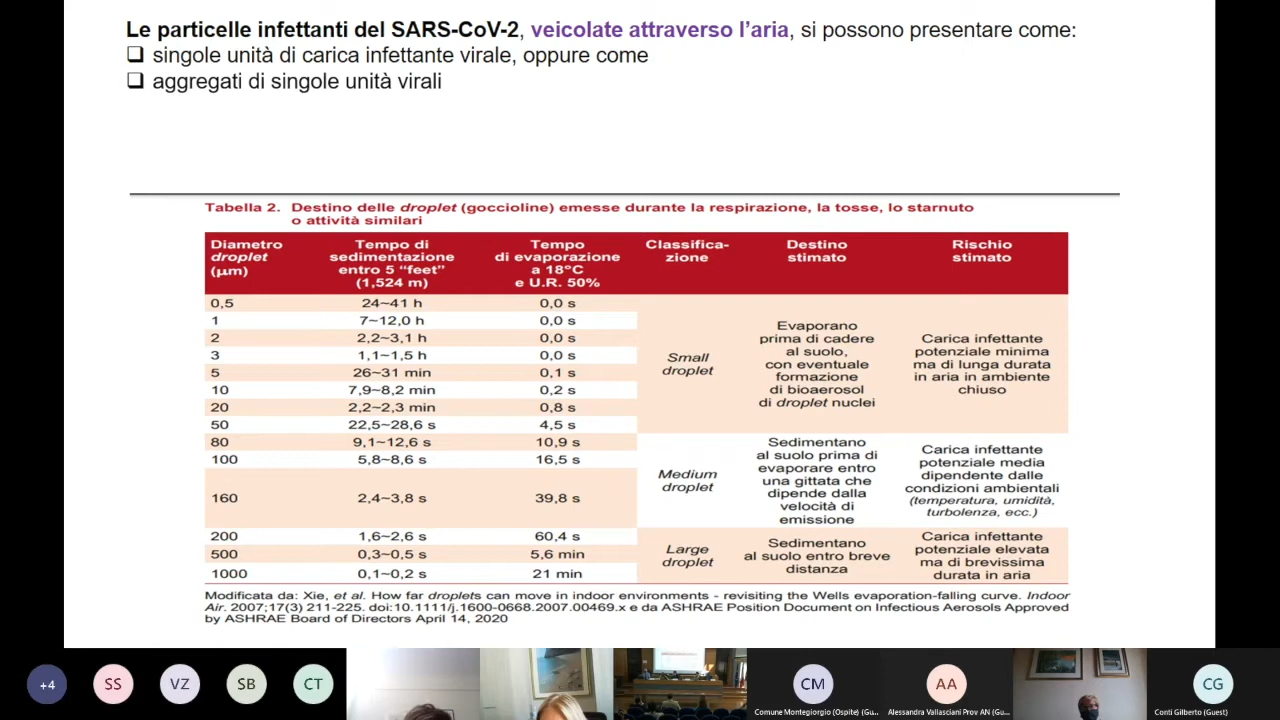 Le particelle infettanti del SARS-CoV-2, veicolate attraverso l'aria, si possono presentare come:
❑ singole unità di carica infettante virale, oppure come
❑ aggregati di singole unità virali
Tabella 2. Destino delle droplet (goccioline) emesse durante la respirazione, la tosse, lo starnuto
o attività similari
Diametro droplet (µm) Tempo di sedimentazione entro 5 “feet” (1,524 m) Tempo di evaporazione a 18°C e U.R. 50% Classifica-zione Destino stimato Rischio stimato
0,5 24~41 h 0,0 s
1 7~12,0 h 0,0 s
2 2,2~3,1 h 0,0 s
3 1,1~1,5 h 0,0 s
5 26~31 min 0,1 s
10 7,9~8,2 min 0,2 s
20 2,2~2,3 min 0,8 s
50 22,5~28,6 s 4,5 s
Small
droplet
Evaporano
prima di cadere
al suolo,
con eventuale
formazione
di bioaerosol
di droplet nuclei
Carica infettante
potenziale minima
ma di lunga durata
in aria in ambiente
chiuso
80 9,1~12,6 s 10,9 s
100 5,8~8,6 s 16,5 s
160 2,4~3,8 s 39,8 s
Medium
droplet
Sedimentano
al suolo prima di
evaporare entro
una gittata che
dipende dalla
velocità di
emissione
Carica infettante
potenziale media
dipendente dalle
condizioni ambientali
(temperatura, umidità,
turbolenza, ecc.)
200 1,6~2,6 s 60,4 s
500 0,3~0,5 s 5,6 min
1000 0,1~0,2 s 21 min
Large
droplet
Sedimentano
al suolo entro breve
distanza
Carica infettante
potenziale elevata
ma di brevissima
durata in aria
Modificata da: Xie, et al. How far droplets can move in indoor environments - revisiting the Wells evaporation-falling curve. Indoor
Air. 2007;17(3) 211-225. doi:10.1111/j.1600-0668.2007.00469.x e da ASHRAE Position Document on Infectious Aerosols Approved
by ASHRAE Board of Directors April 14, 2020
+4 SS VZ SB CT CM AA CG
Comune Montegiorgio (Ospite) (Gu... Alessandra Vallasciani Prov AN (Gu... Conti Gilberto (Guest)